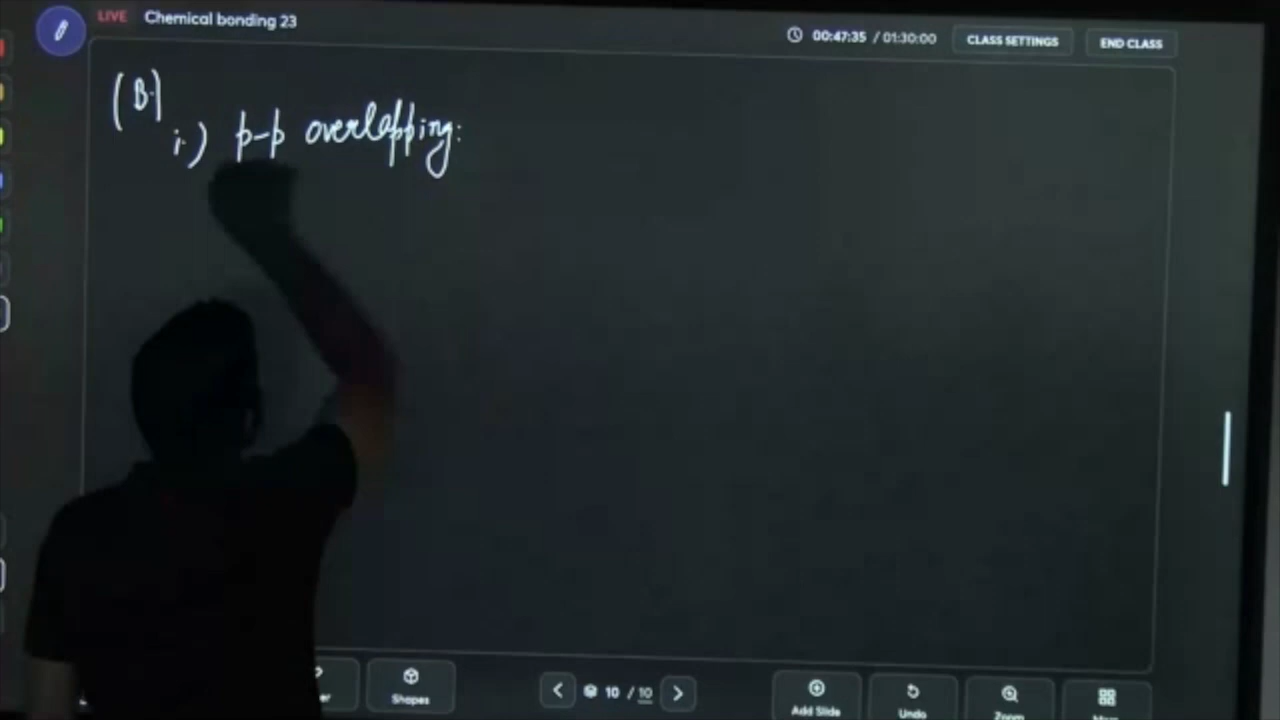 LIVE Chemical bonding 23
00:47:35 / 01:30:00 CLASS SETTINGS END CLASS
(B.)
i.) p-p overlapping:
Shapes
10 / 10
Add Slide Undo Zoom